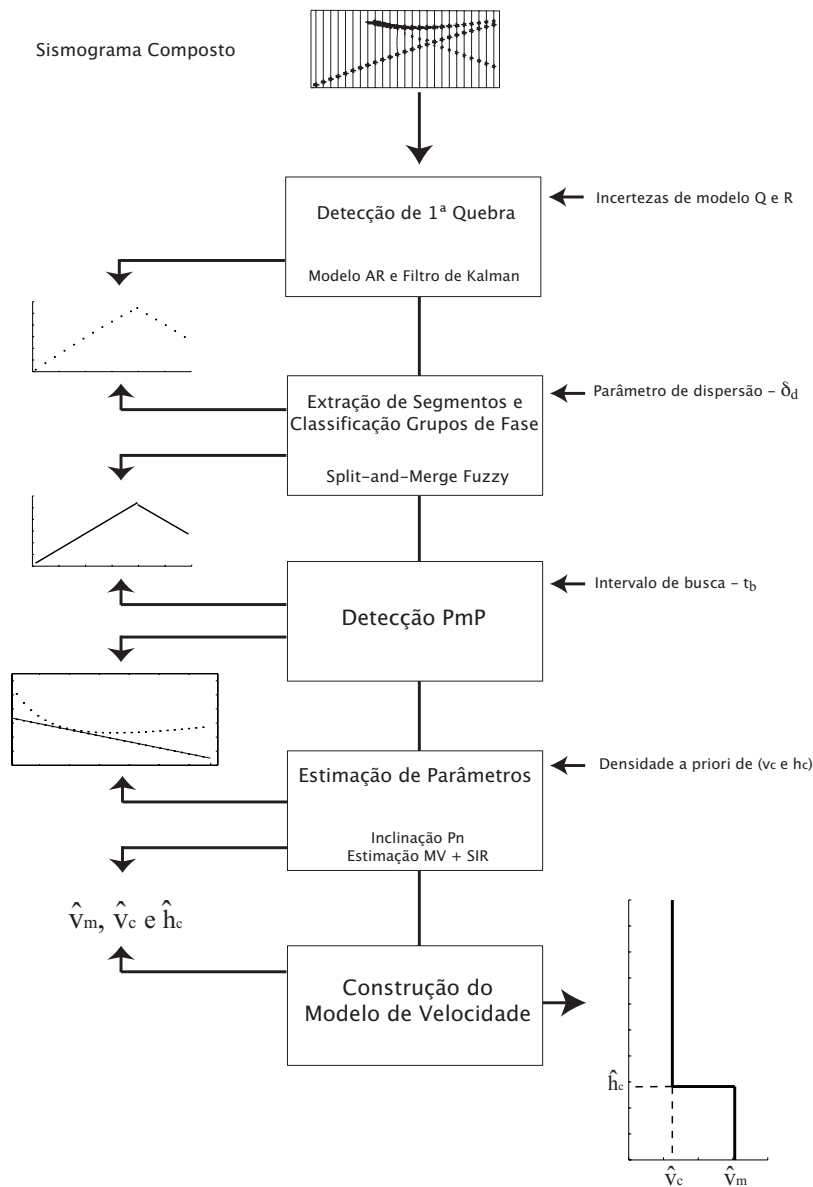 Sismograma Composto
Detecção de 1ª Quebra
Modelo AR e Filtro de Kalman
Incertezas de modelo Q e R
Extração de Segmentos e
Classificação Grupos de Fase
Split-and-Merge Fuzzy
Parâmetro de dispersão – δd
Detecção PmP
Intervalo de busca – tb
Estimação de Parâmetros
Inclinação Pn
Estimação MV + SIR
Densidade a priori de (vc e hc)
v̂m, v̂c e ĥc
Construção do
Modelo de Velocidade
ĥc
v̂c
v̂m